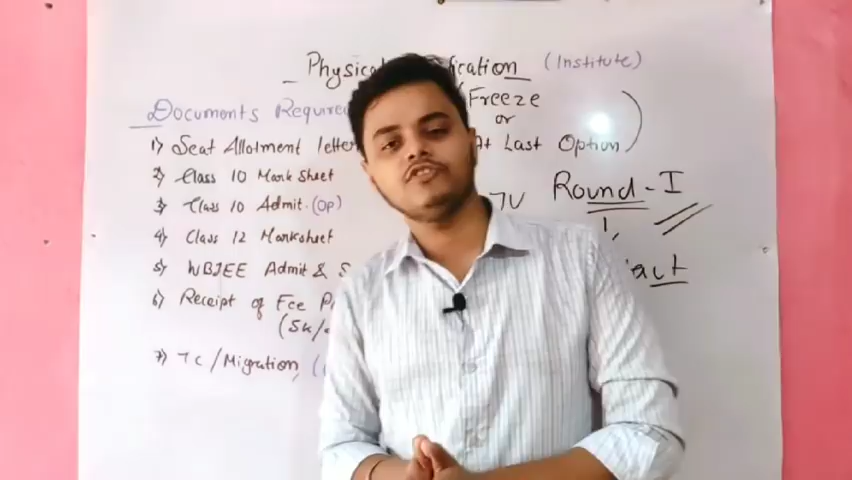 Physical (Institute)
Documents Required
Freeze
or
At Last Option)
1) Seat Allotment letter
2) Class 10 Mark Sheet
3) Class 10 Admit. (OP)
4) Class 12 Marksheet
5) WBJEE Admit &
6) Receipt of Fee
(5k/
7) TC/Migration,
Round-I